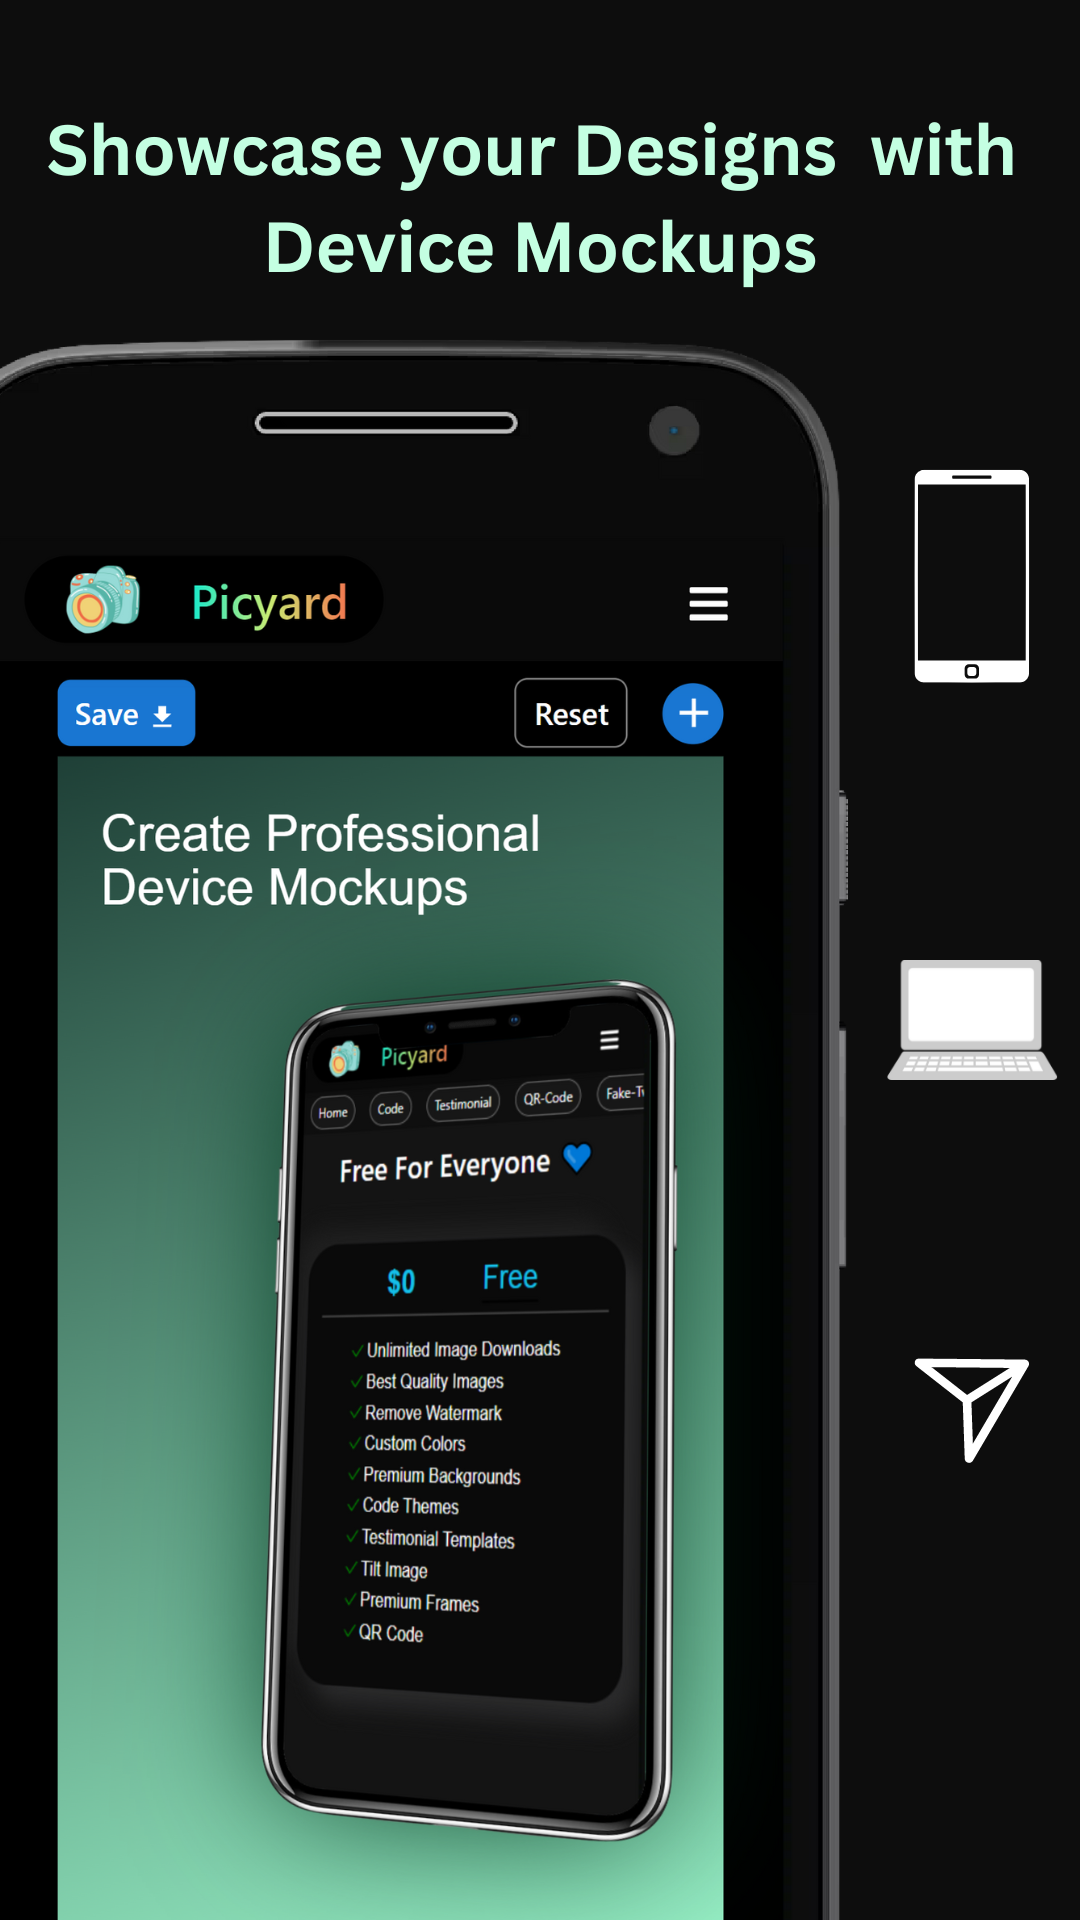 Showcase your Designs with
Device Mockups
Picyard
Save
Reset
Create Professional
Device Mockups
Picyard
Home
Code
Testimonial
QR-Code
Fake-Tw
Free For Everyone
$0
Free
Unlimited Image Downloads
Best Quality Images
Remove Watermark
Custom Colors
Premium Backgrounds
Code Themes
Testimonial Templates
Tilt Image
Premium Frames
QR Code